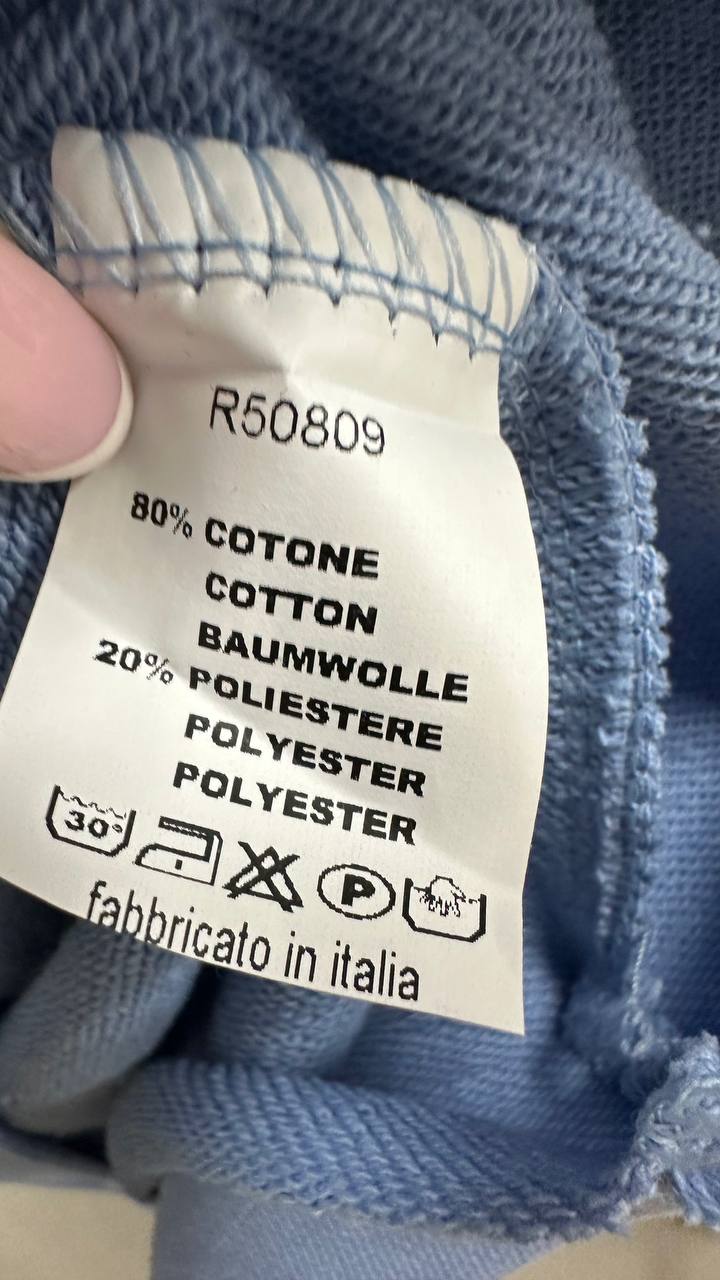 R50809
80% COTONE
COTTON
BAUMWOLLE
20% POLIESTERE
POLYESTER
POLYESTER
30° P
fabbricato in italia